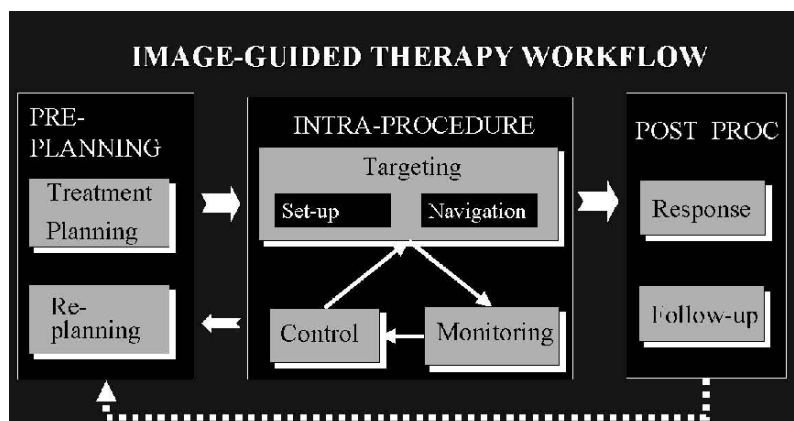 IMAGE-GUIDED THERAPY WORKFLOW
PRE-
PLANNING
Treatment
Planning
Re-
planning
INTRA-PROCEDURE
Targeting
Set-up
Navigation
Control
Monitoring
POST PROC
Response
Follow-up